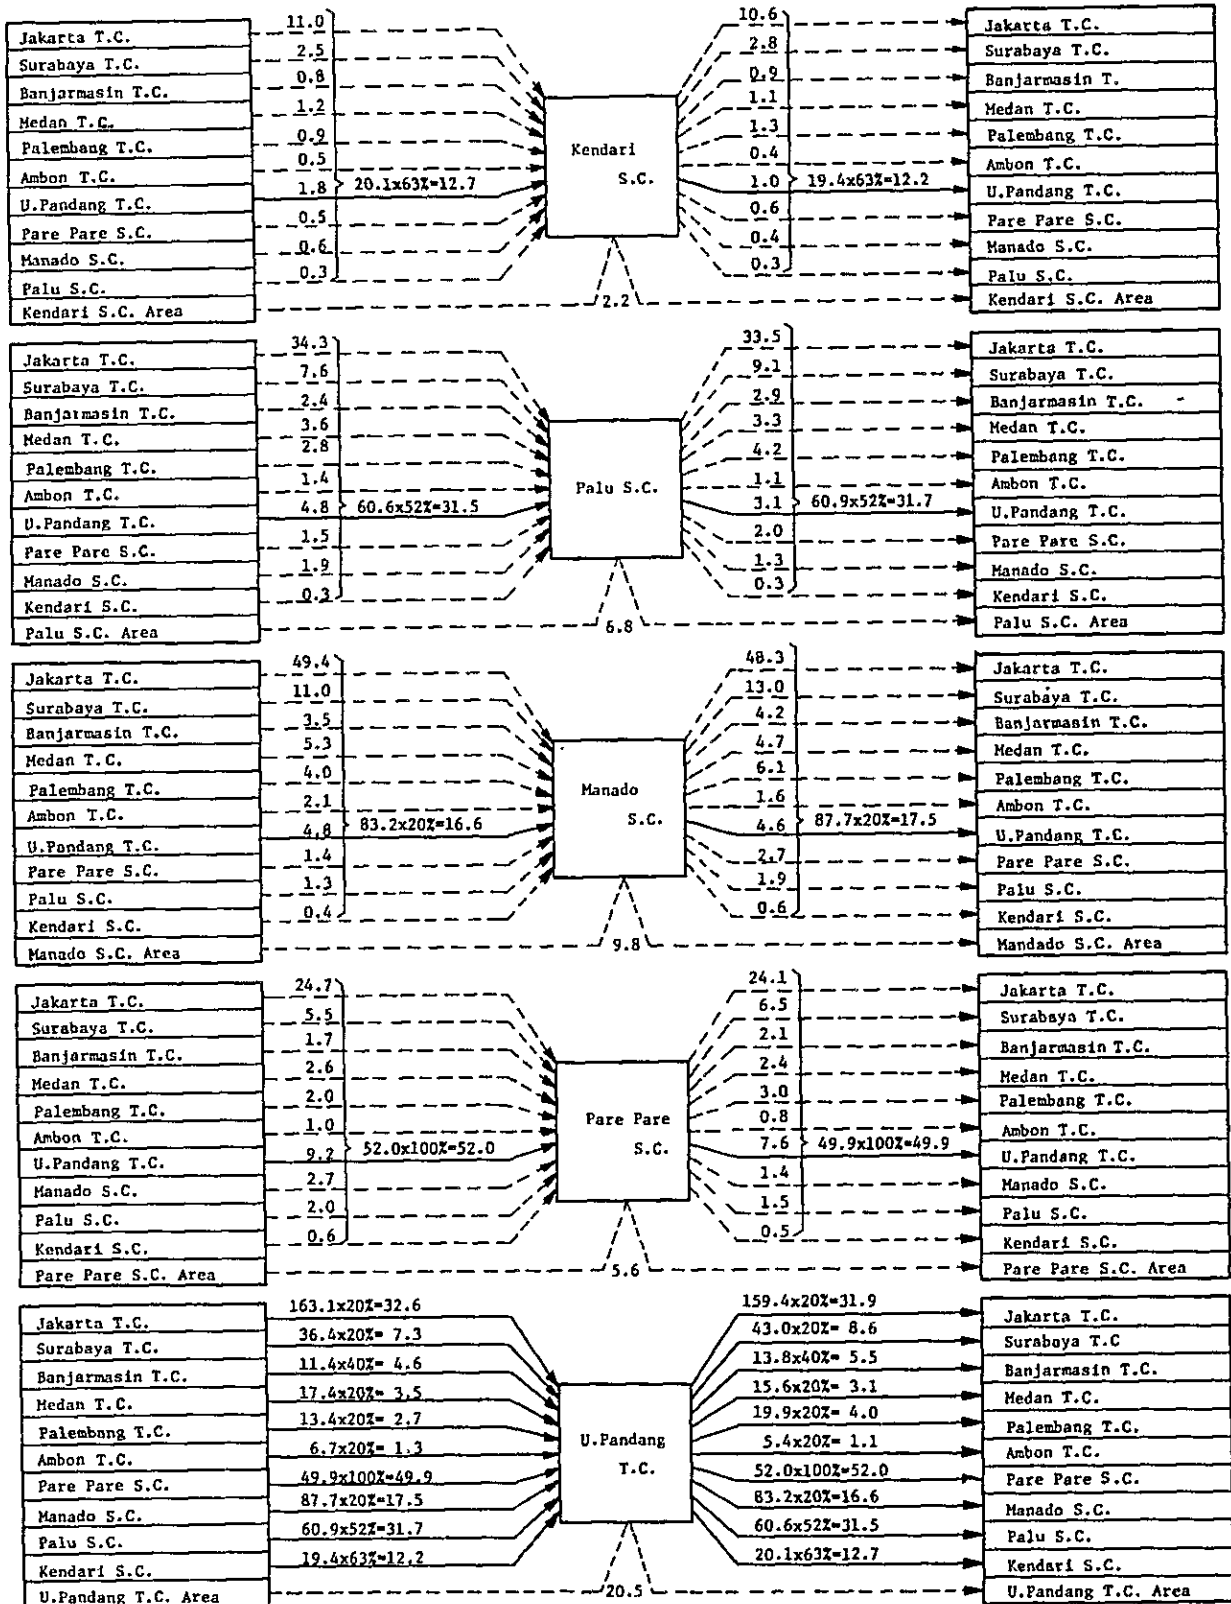 11.0
10.6
Jakarta T.C.
Jakarta T.C.
2.5
2.8
Surabaya T.C.
Surabaya T.C.
0.8
0.9
Banjarmasin T.C.
Banjarmasin T.
1.2
1.1
Medan T.C.
Medan T.C.
0.9
1.3
Palembang T.C.
Kendari
Palembang T.C.
0.5
0.4
Ambon T.C.
S.C.
Ambon T.C.
1.8
20.1x63%=12.7
1.0
19.4x63%=12.2
U.Pandang T.C.
U.Pandang T.C.
0.5
0.6
Pare Pare S.C.
Pare Pare S.C.
0.6
0.4
Manado S.C.
Manado S.C.
0.3
0.3
Palu S.C.
Palu S.C.
Kendari S.C. Area
2.2
Kendari S.C. Area
34.3
33.5
Jakarta T.C.
Jakarta T.C.
7.6
9.1
Surabaya T.C.
Surabaya T.C.
2.4
2.9
Banjarmasin T.C.
Banjarmasin T.C.
3.6
3.3
Medan T.C.
Medan T.C.
2.8
4.2
Palembang T.C.
Palembang T.C.
1.4
Palu S.C.
1.1
Ambon T.C.
Ambon T.C.
4.8
60.6x52%=31.5
3.1
60.9x52%=31.7
U.Pandang T.C.
U.Pandang T.C.
1.5
2.0
Pare Pare S.C.
Pare Pare S.C.
1.9
1.3
Manado S.C.
Manado S.C.
0.3
0.3
Kendari S.C.
Kendari S.C.
Palu S.C. Area
6.8
Palu S.C. Area
49.4
48.3
Jakarta T.C.
Jakarta T.C.
11.0
13.0
Surabaya T.C.
Surabaya T.C.
3.5
4.2
Banjarmasin T.C.
Banjarmasin T.C.
5.3
4.7
Medan T.C.
Medan T.C.
4.0
6.1
Palembang T.C.
Manado
Palembang T.C.
2.1
1.6
Ambon T.C.
S.C.
Ambon T.C.
4.8
83.2x20%=16.6
4.6
87.7x20%=17.5
U.Pandang T.C.
U.Pandang T.C.
1.4
2.7
Pare Pare S.C.
Pare Pare S.C.
1.3
1.9
Palu S.C.
Palu S.C.
0.4
0.6
Kendari S.C.
Kendari S.C.
Manado S.C. Area
9.8
Mandado S.C. Area
24.7
24.1
Jakarta T.C.
Jakarta T.C.
5.5
6.5
Surabaya T.C.
Surabaya T.C.
1.7
2.1
Banjarmasin T.C.
Banjarmasin T.C.
2.6
2.4
Medan T.C.
Medan T.C.
2.0
3.0
Palembang T.C.
Palembang T.C.
1.0
Pare Pare
0.8
Ambon T.C.
S.C.
Ambon T.C.
9.2
52.0x100%=52.0
7.6
49.9x100%=49.9
U.Pandang T.C.
U.Pandang T.C.
2.7
1.4
Manado S.C.
Manado S.C.
2.0
1.5
Palu S.C.
Palu S.C.
0.6
0.5
Kendari S.C.
Kendari S.C.
Pare Pare S.C. Area
5.6
Pare Pare S.C. Area
163.1x20%=32.6
159.4x20%=31.9
Jakarta T.C.
Jakarta T.C.
36.4x20%= 7.3
43.0x20%= 8.6
Surabaya T.C.
Surabaya T.C
11.4x40%= 4.6
13.8x40%= 5.5
Banjarmasin T.C.
Banjarmasin T.C.
17.4x20%= 3.5
15.6x20%= 3.1
Medan T.C.
Medan T.C.
13.4x20%= 2.7
19.9x20%= 4.0
Palembang T.C.
U.Pandang
Palembang T.C.
6.7x20%= 1.3
5.4x20%= 1.1
Ambon T.C.
T.C.
Ambon T.C.
49.9x100%=49.9
52.0x100%=52.0
Pare Pare S.C.
Pare Pare S.C.
87.7x20%=17.5
83.2x20%=16.6
Manado S.C.
Manado S.C.
60.9x52%=31.7
60.6x52%=31.5
Palu S.C.
Palu S.C.
19.4x63%=12.2
20.1x63%=12.7
Kendari S.C.
Kendari S.C.
U.Pandang T.C. Area
20.5
U.Pandang T.C. Area